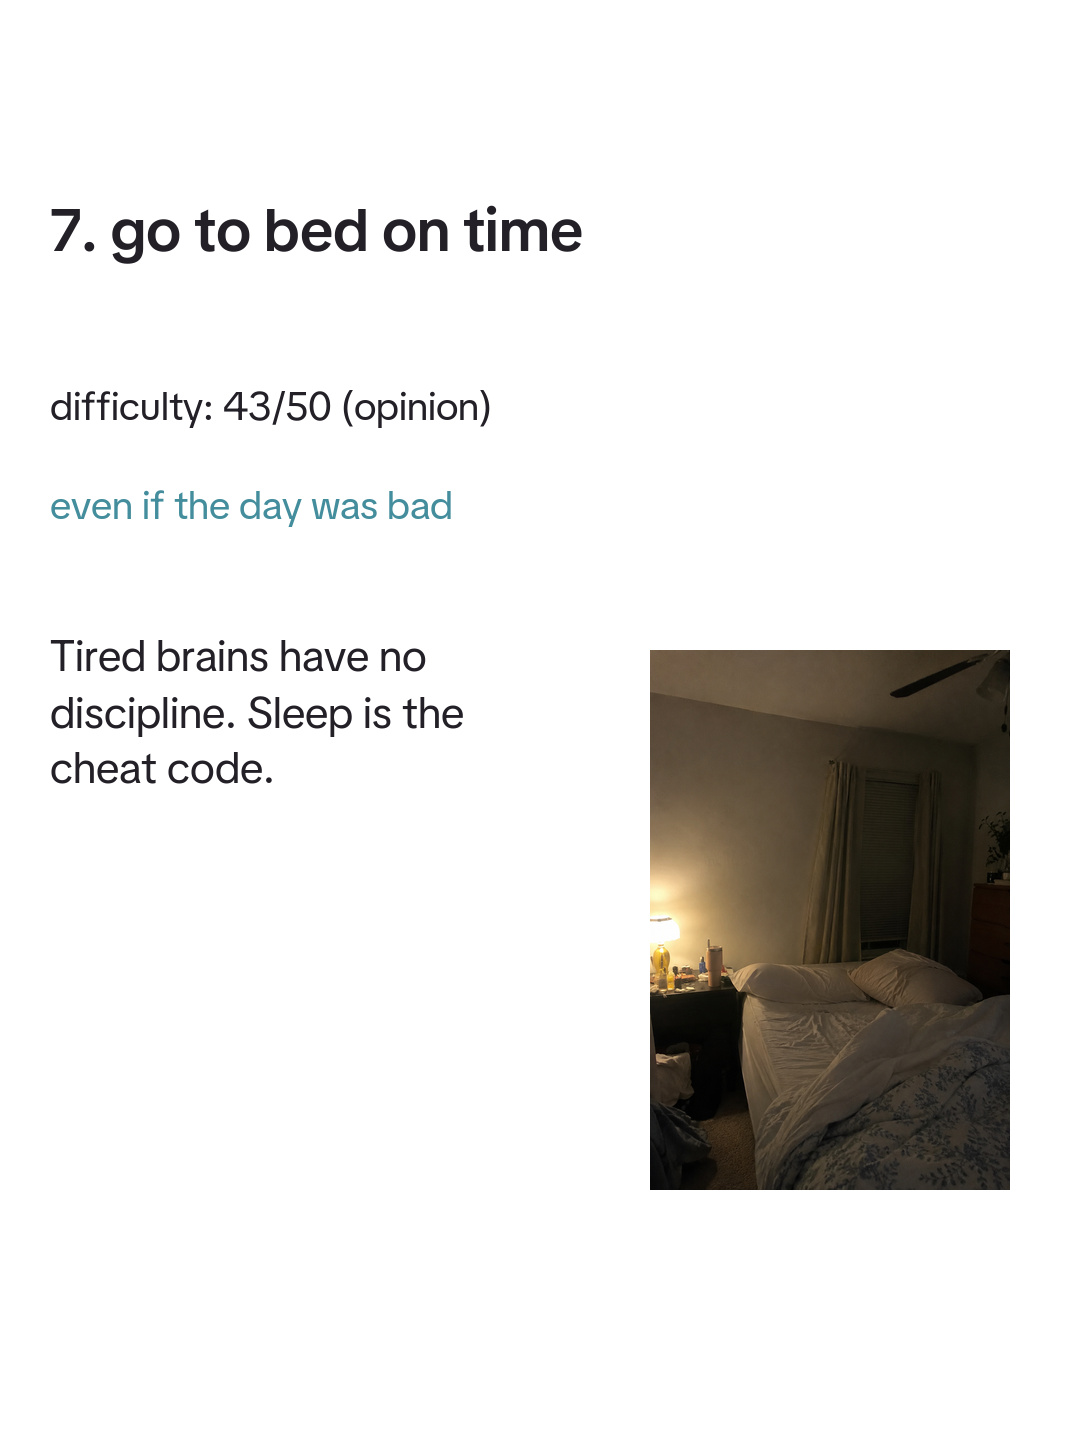 7. go to bed on time
difficulty: 43/50 (opinion)
even if the day was bad
Tired brains have no
discipline. Sleep is the
cheat code.